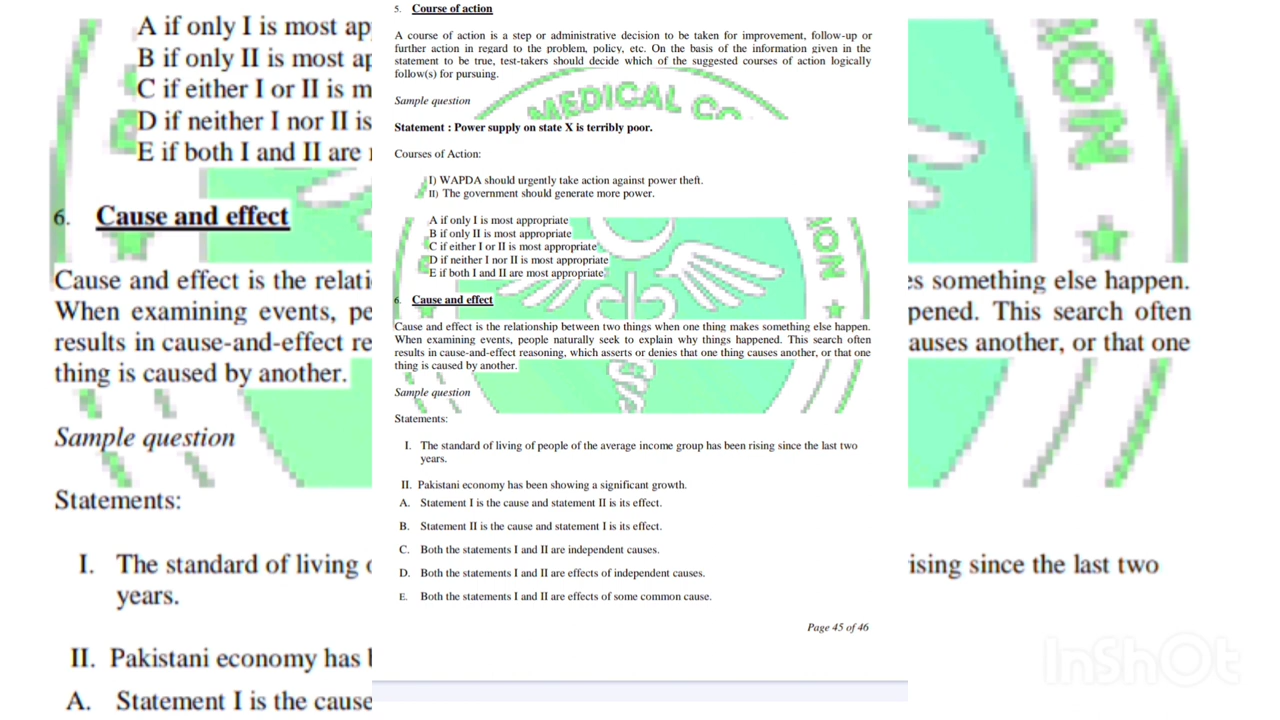 A if only I is most ap
B if only II is most ap
C if either I or II is m
D if neither I nor II is
E if both I and II are
6. Cause and effect
Cause and effect is the relati
When examining events, pe
results in cause-and-effect re
thing is caused by another.
Sample question
Statements:
I. The standard of living
years.
II. Pakistani economy has
A. Statement I is the cause
5. Course of action
A course of action is a step or administrative decision to be taken for improvement, follow-up or
further action in regard to the problem, policy, etc. On the basis of the information given in the
statement to be true, test-takers should decide which of the suggested courses of action logically
follow(s) for pursuing.
Sample question
MEDICAL Co
Statement : Power supply on state X is terribly poor.
Courses of Action:
I) WAPDA should urgently take action against power theft.
II) The government should generate more power.
A if only I is most appropriate
B if only II is most appropriate
C if either I or II is most appropriate
D if neither I nor II is most appropriate
E if both I and II are most appropriate.
ION
6. Cause and effect
Cause and effect is the relationship between two things when one thing makes something else happen.
When examining events, people naturally seek to explain why things happened. This search often
results in cause-and-effect reasoning, which asserts or denies that one thing causes another, or that one
thing is caused by another.
Sample question
Statements:
I. The standard of living of people of the average income group has been rising since the last two
years.
II. Pakistani economy has been showing a significant growth.
A. Statement I is the cause and statement II is its effect.
B. Statement II is the cause and statement I is its effect.
C. Both the statements I and II are independent causes.
D. Both the statements I and II are effects of independent causes.
E. Both the statements I and II are effects of some common cause.
Page 45 of 46
ION
es something else happen.
pened. This search often
auses another, or that one
ising since the last two
InShOt